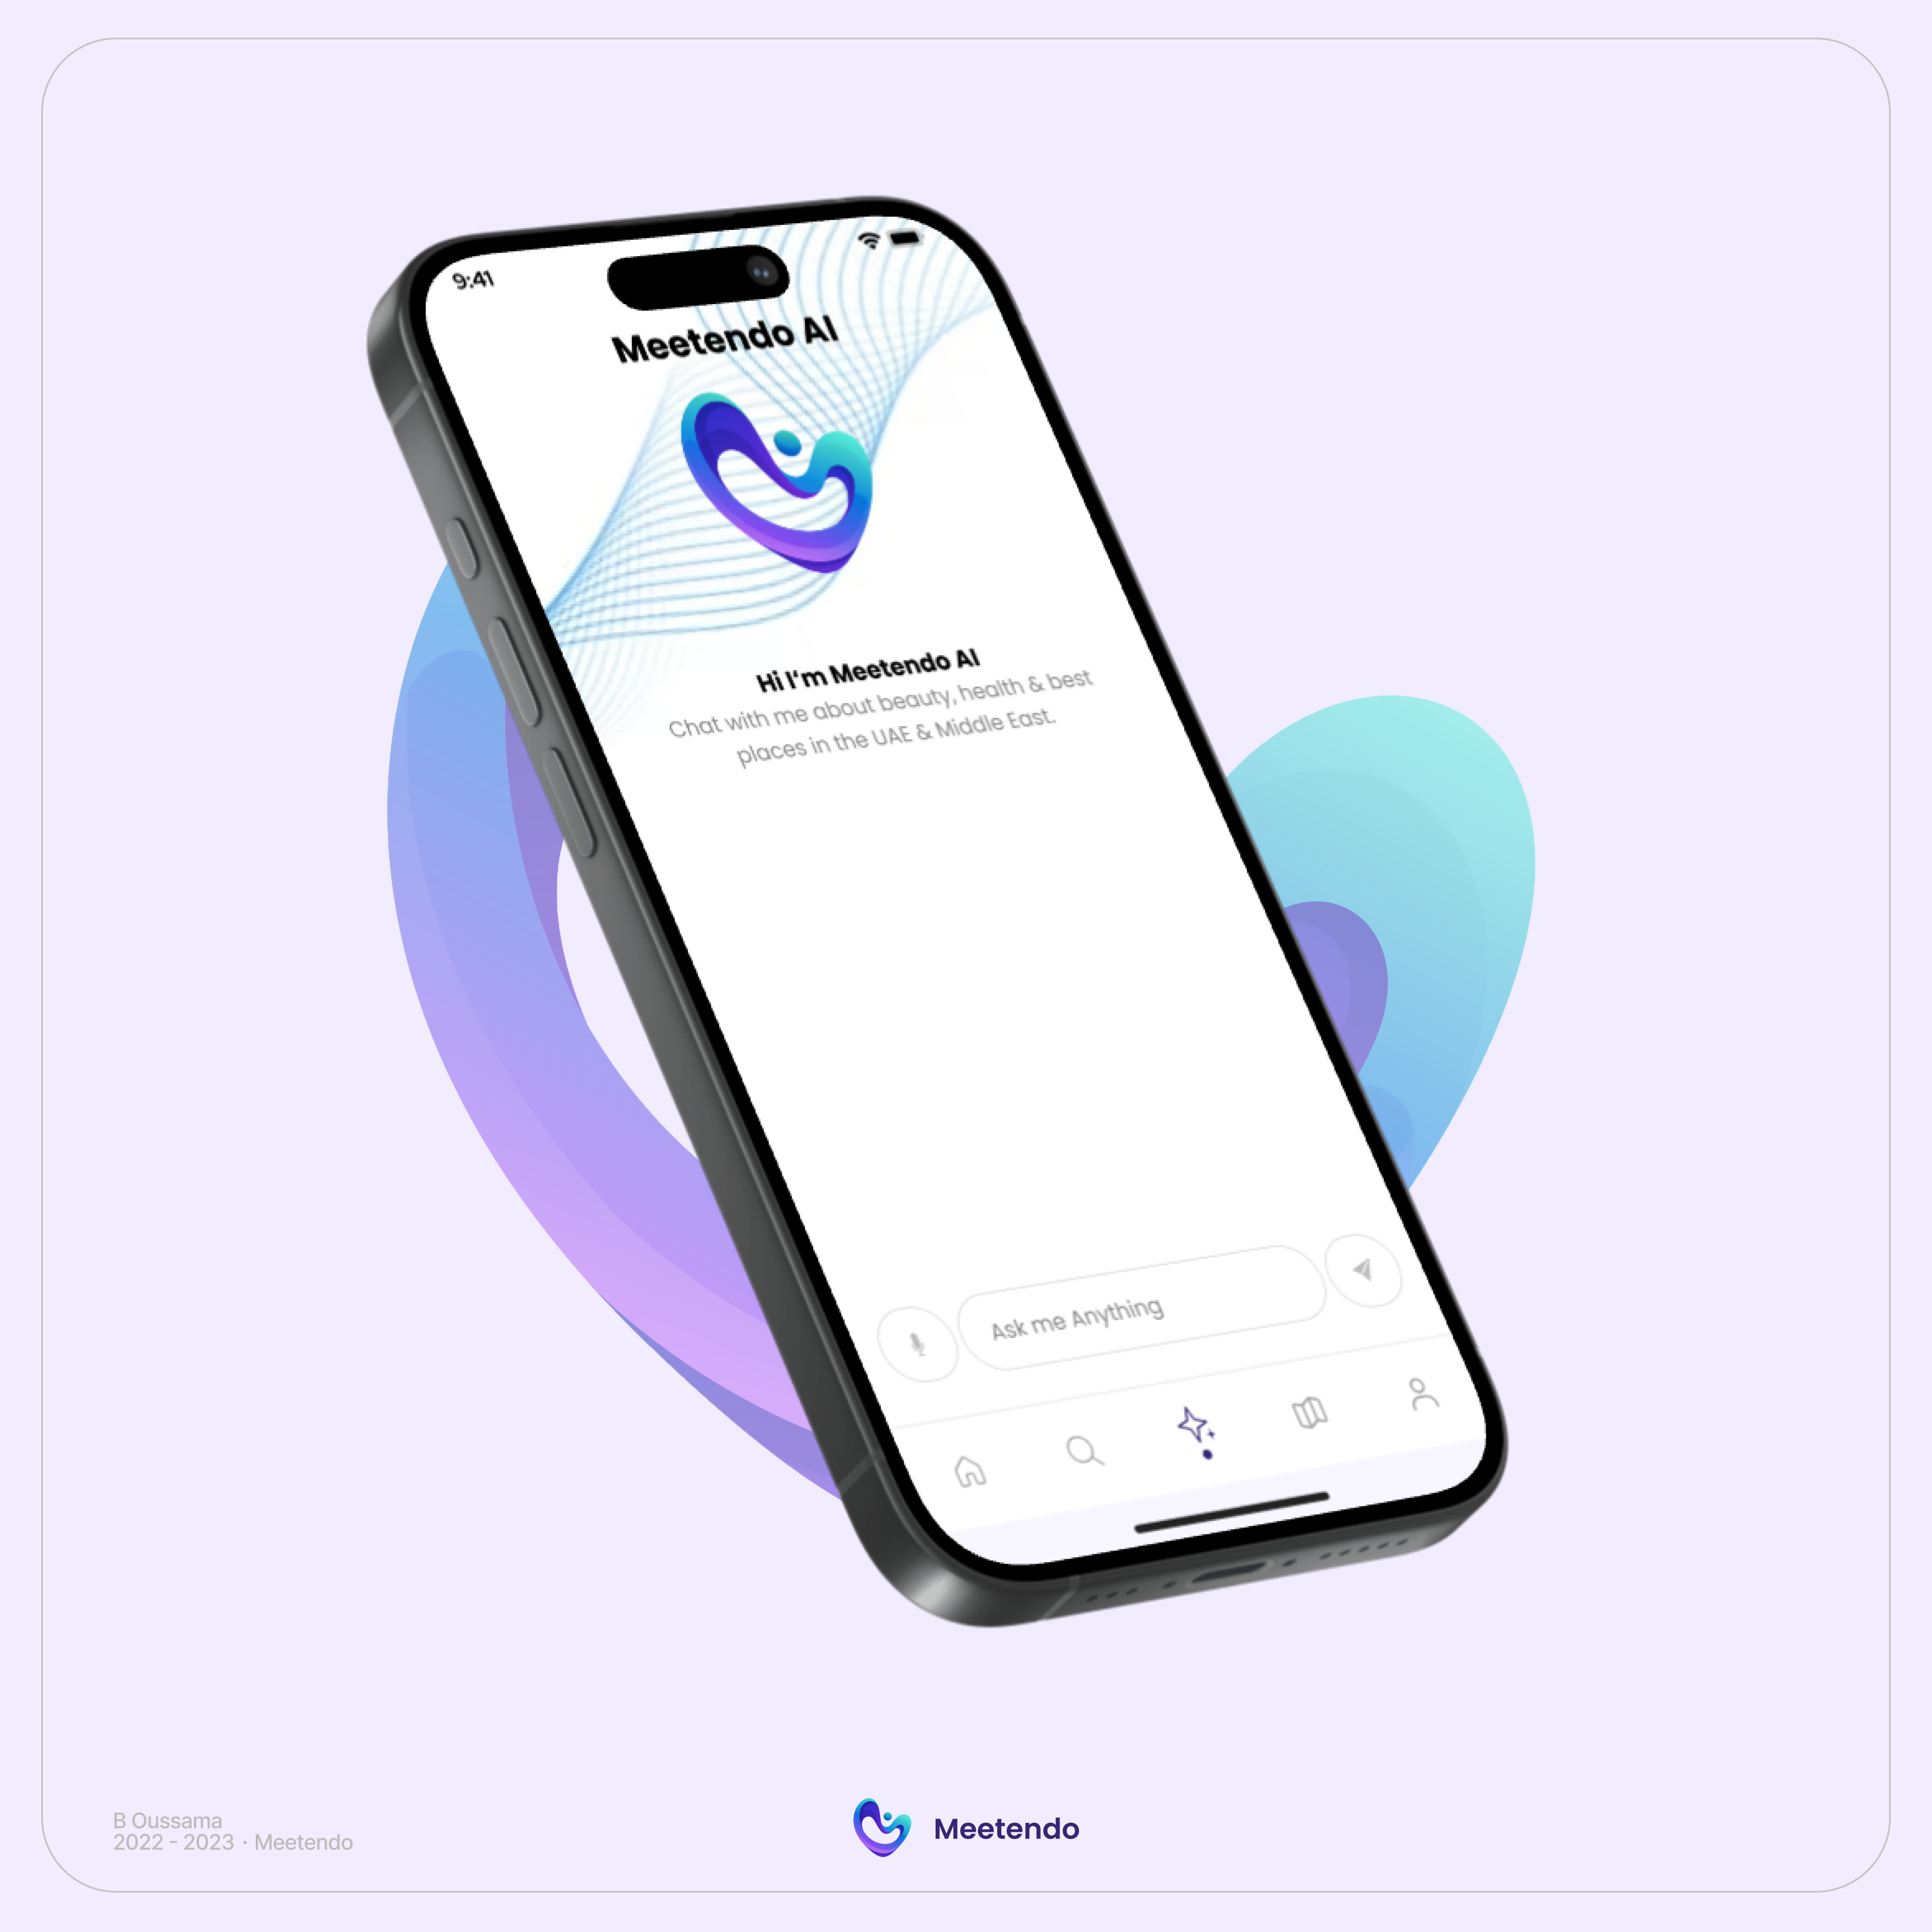 9:41
Meetendo AI
Hi I'm Meetendo AI
Chat with me about beauty, health & best
places in the UAE & Middle East.
Ask me Anything
B Oussama
2022 - 2023 · Meetendo
Meetendo